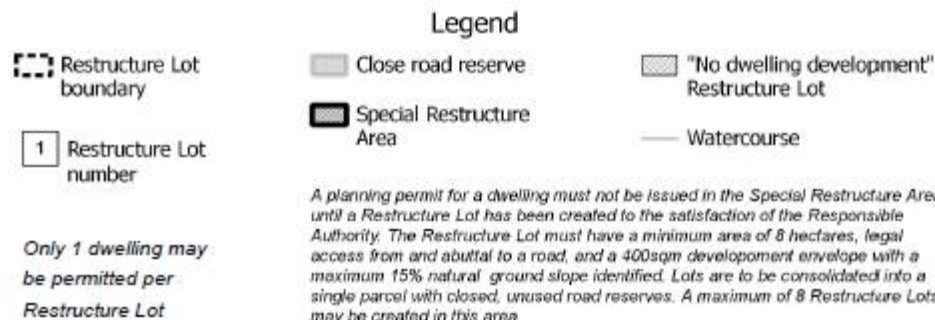 Legend
Restructure Lot
boundary
1
Restructure Lot
number
Only 1 dwelling may
be permitted per
Restructure Lot
Close road reserve
Special Restructure
Area
"No dwelling development"
Restructure Lot
Watercourse
A planning permit for a dwelling must not be issued in the Special Restructure Area
until a Restructure Lot has been created to the satisfaction of the Responsible
Authority. The Restructure Lot must have a minimum area of 8 hectares, legal
access from and abuttal to a road, and a 400sqm developoment envelope with a
maximum 15% natural ground slope identified. Lots are to be consolidated into a
single parcel with closed, unused road reserves. A maximum of 8 Restructure Lots
may be created in this area